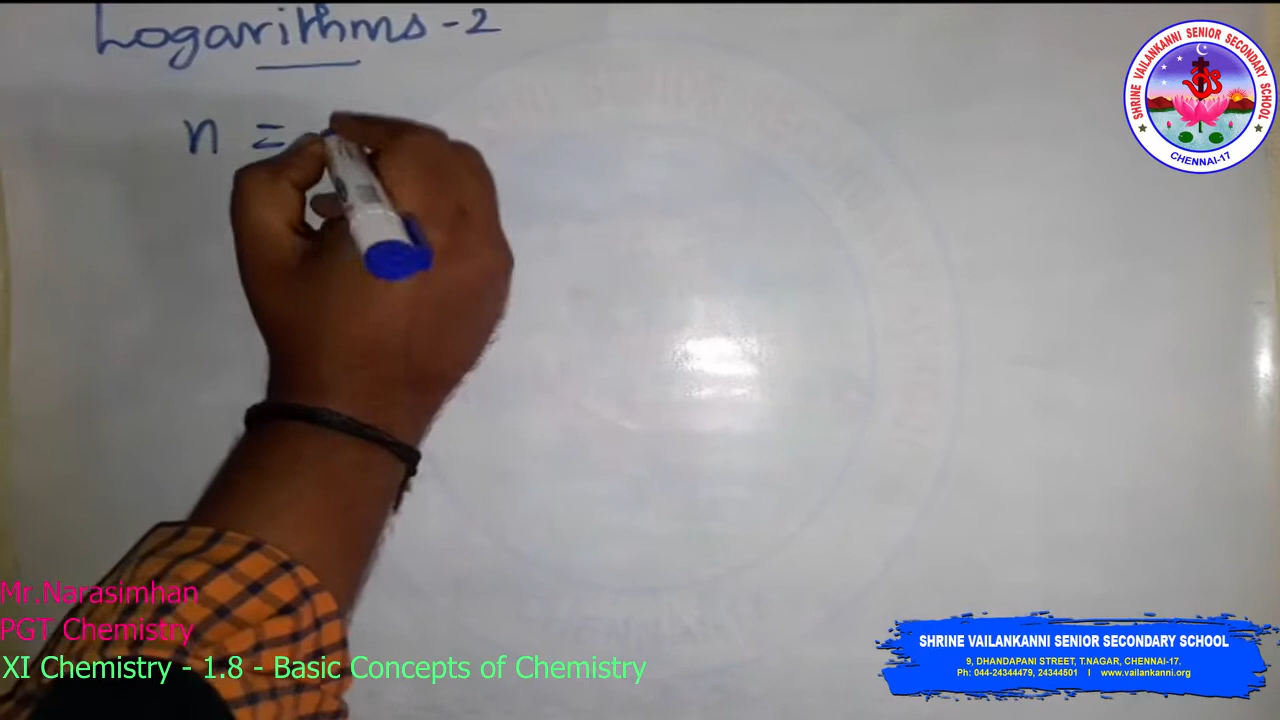 Logarithms - 2
n =
SHRINE VAILANKANNI SENIOR SECONDARY SCHOOL
CHENNAI-17
Mr.Narasimhan
PGT Chemistry
XI Chemistry - 1.8 - Basic Concepts of Chemistry
SHRINE VAILANKANNI SENIOR SECONDARY SCHOOL
9, DHANDAPANI STREET, T.NAGAR, CHENNAI-17.
Ph: 044-24344479, 24344501 I www.vailankanni.org